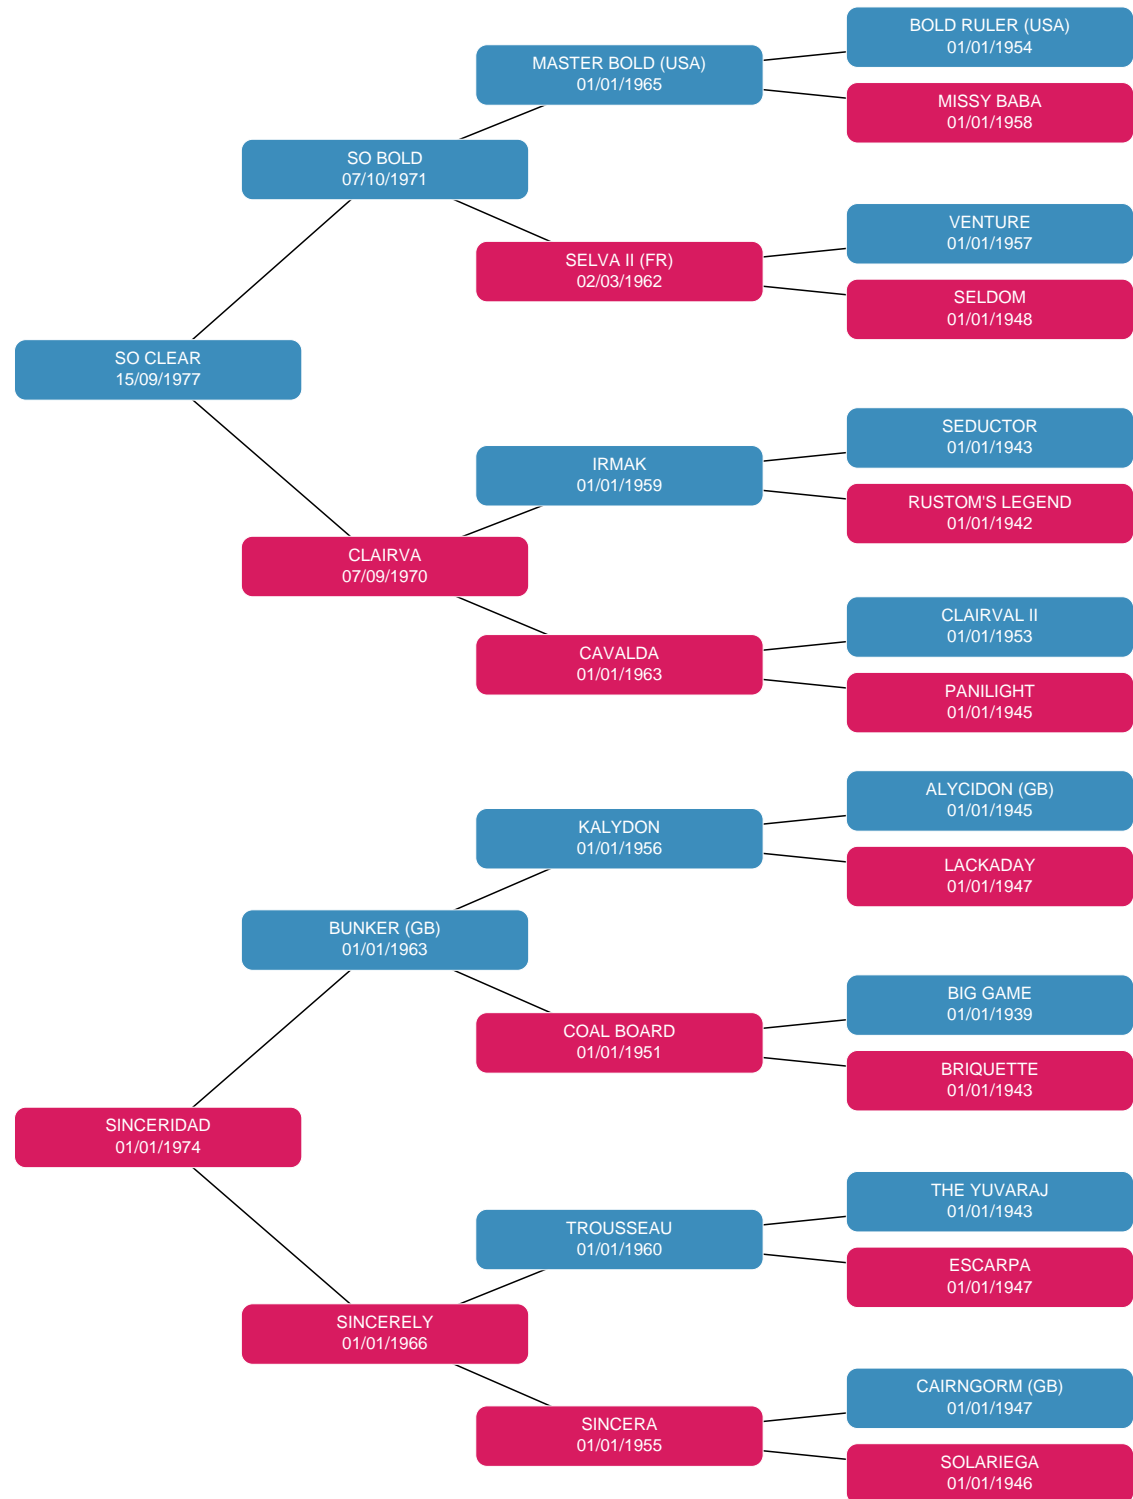 BOLD RULER (USA)
01/01/1954
MASTER BOLD (USA)
01/01/1965
MISSY BABA
01/01/1958
SO BOLD
07/10/1971
VENTURE
01/01/1957
SELVA II (FR)
02/03/1962
SELDOM
01/01/1948
SO CLEAR
15/09/1977
SEDUCTOR
01/01/1943
IRMAK
01/01/1959
RUSTOM'S LEGEND
01/01/1942
CLAIRVA
07/09/1970
CLAIRVAL II
01/01/1953
CAVALDA
01/01/1963
PANILIGHT
01/01/1945
ALYCIDON (GB)
01/01/1945
KALYDON
01/01/1956
LACKADAY
01/01/1947
BUNKER (GB)
01/01/1963
BIG GAME
01/01/1939
COAL BOARD
01/01/1951
BRIQUETTE
01/01/1943
SINCERIDAD
01/01/1974
THE YUVARAJ
01/01/1943
TROUSSEAU
01/01/1960
ESCARPA
01/01/1947
SINCERELY
01/01/1966
CAIRNGORM (GB)
01/01/1947
SINCERA
01/01/1955
SOLARIEGA
01/01/1946